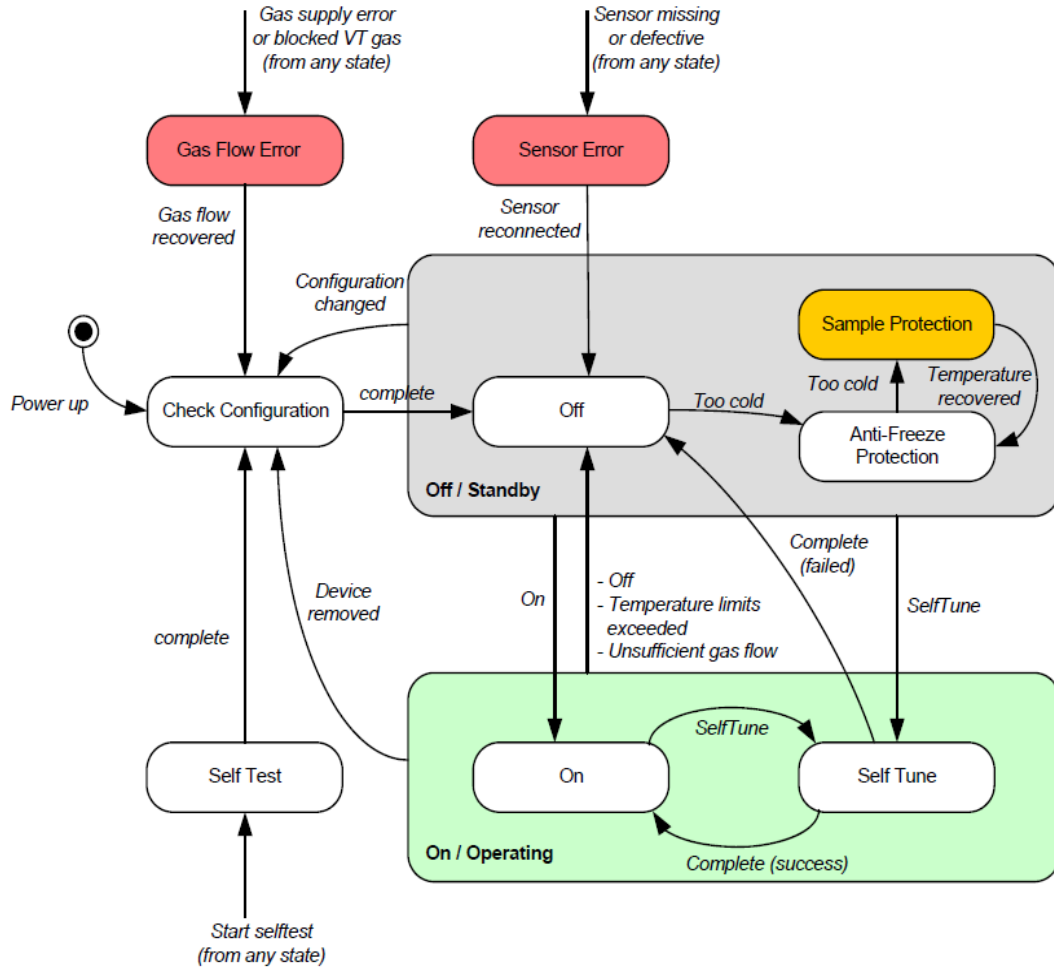 Gas supply error
or blocked VT gas
(from any state)
Sensor missing
or defective
(from any state)
Gas Flow Error
Sensor Error
Gas flow
recovered
Sensor
reconnected
Configuration
changed
Sample Protection
Power up
Check Configuration
complete
Off
Too cold
Too cold
Temperature
recovered
Anti-Freeze
Protection
Off / Standby
Device
removed
On
- Off
- Temperature limits
exceeded
- Unsufficient gas flow
Complete
(failed)
SelfTune
complete
Self Test
On
SelfTune
Self Tune
Complete (success)
On / Operating
Start selftest
(from any state)